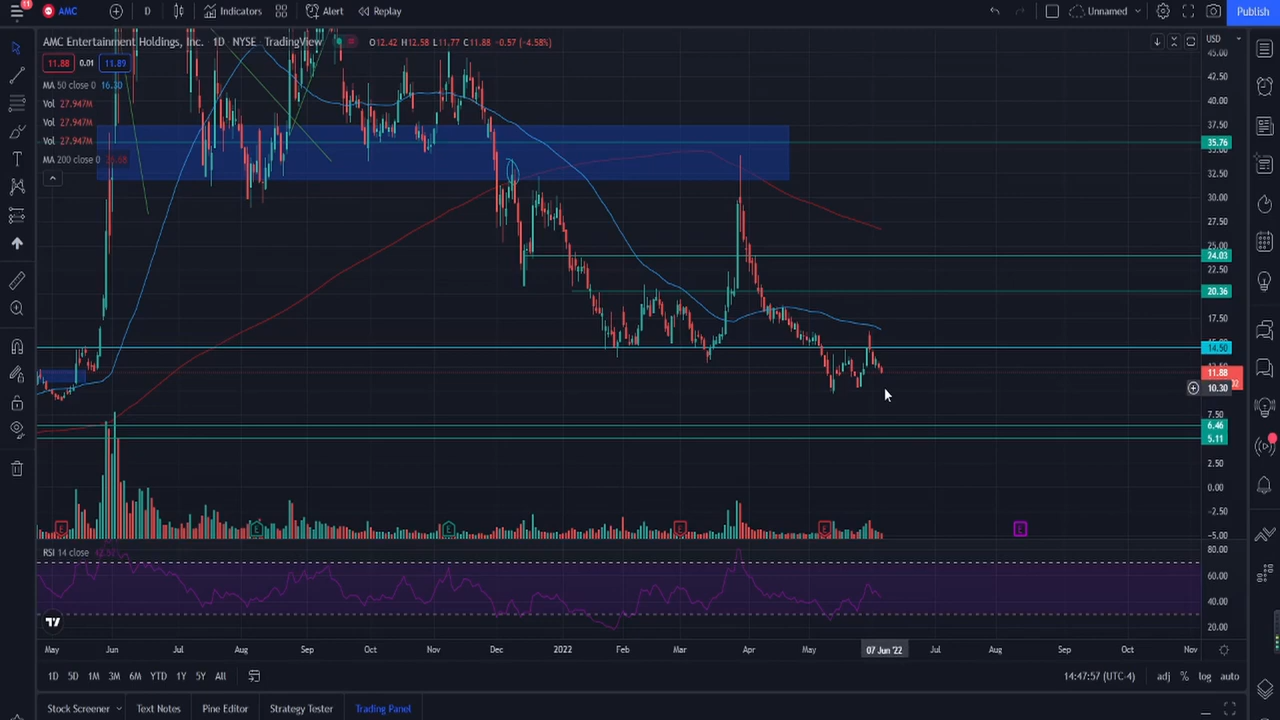 11
AMC
D
Indicators
Alert
Replay
Unnamed
Publish
AMC Entertainment Holdings, Inc. 1D NYSE TradingView
O12.42 H12.58 L11.77 C11.88 -0.57 (-4.58%)
USD
11.88 0.01 11.89
MA 50 close 0 16.30
Vol 27.947M
Vol 27.947M
Vol 27.947M
MA 200 close 0
45.00
42.50
40.00
37.50
35.76
32.50
30.00
27.50
25.00
24.03
22.50
20.36
17.50
14.50
11.88
10.30
7.50
6.46
5.11
2.50
0.00
-2.50
-5.00
E E E E E E
RSI 14 close
80.00
60.00
40.00
20.00
May Jun Jul Aug Sep Oct Nov Dec 2022 Feb Mar Apr May 07 Jun '22 Jul Aug Sep Oct Nov
1D 5D 1M 3M 6M YTD 1Y 5Y All
14:47:57 (UTC-4) adj % log auto
Stock Screener Text Notes Pine Editor Strategy Tester Trading Panel